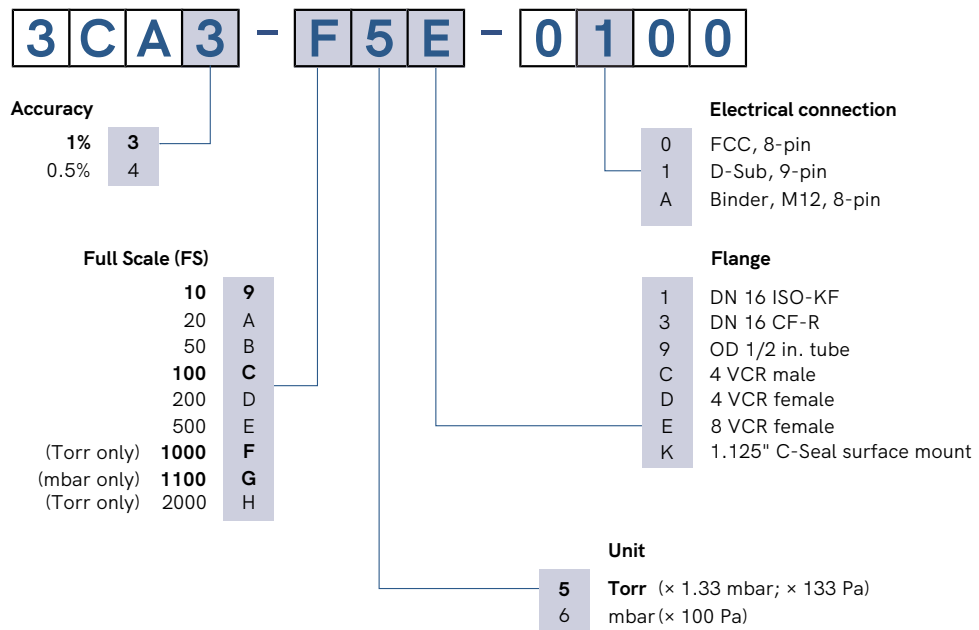 3CA3 - F5E - 0100
Accuracy
1% 3
0.5% 4
Electrical connection
0 FCC, 8-pin
1 D-Sub, 9-pin
A Binder, M12, 8-pin
Full Scale (FS)
10 9
20 A
50 B
100 C
200 D
500 E
(Torr only) 1000 F
(mbar only) 1100 G
(Torr only) 2000 H
Flange
1 DN 16 ISO-KF
3 DN 16 CF-R
9 OD 1/2 in. tube
C 4 VCR male
D 4 VCR female
E 8 VCR female
K 1.125" C-Seal surface mount
Unit
5 Torr (× 1.33 mbar; × 133 Pa)
6 mbar (× 100 Pa)